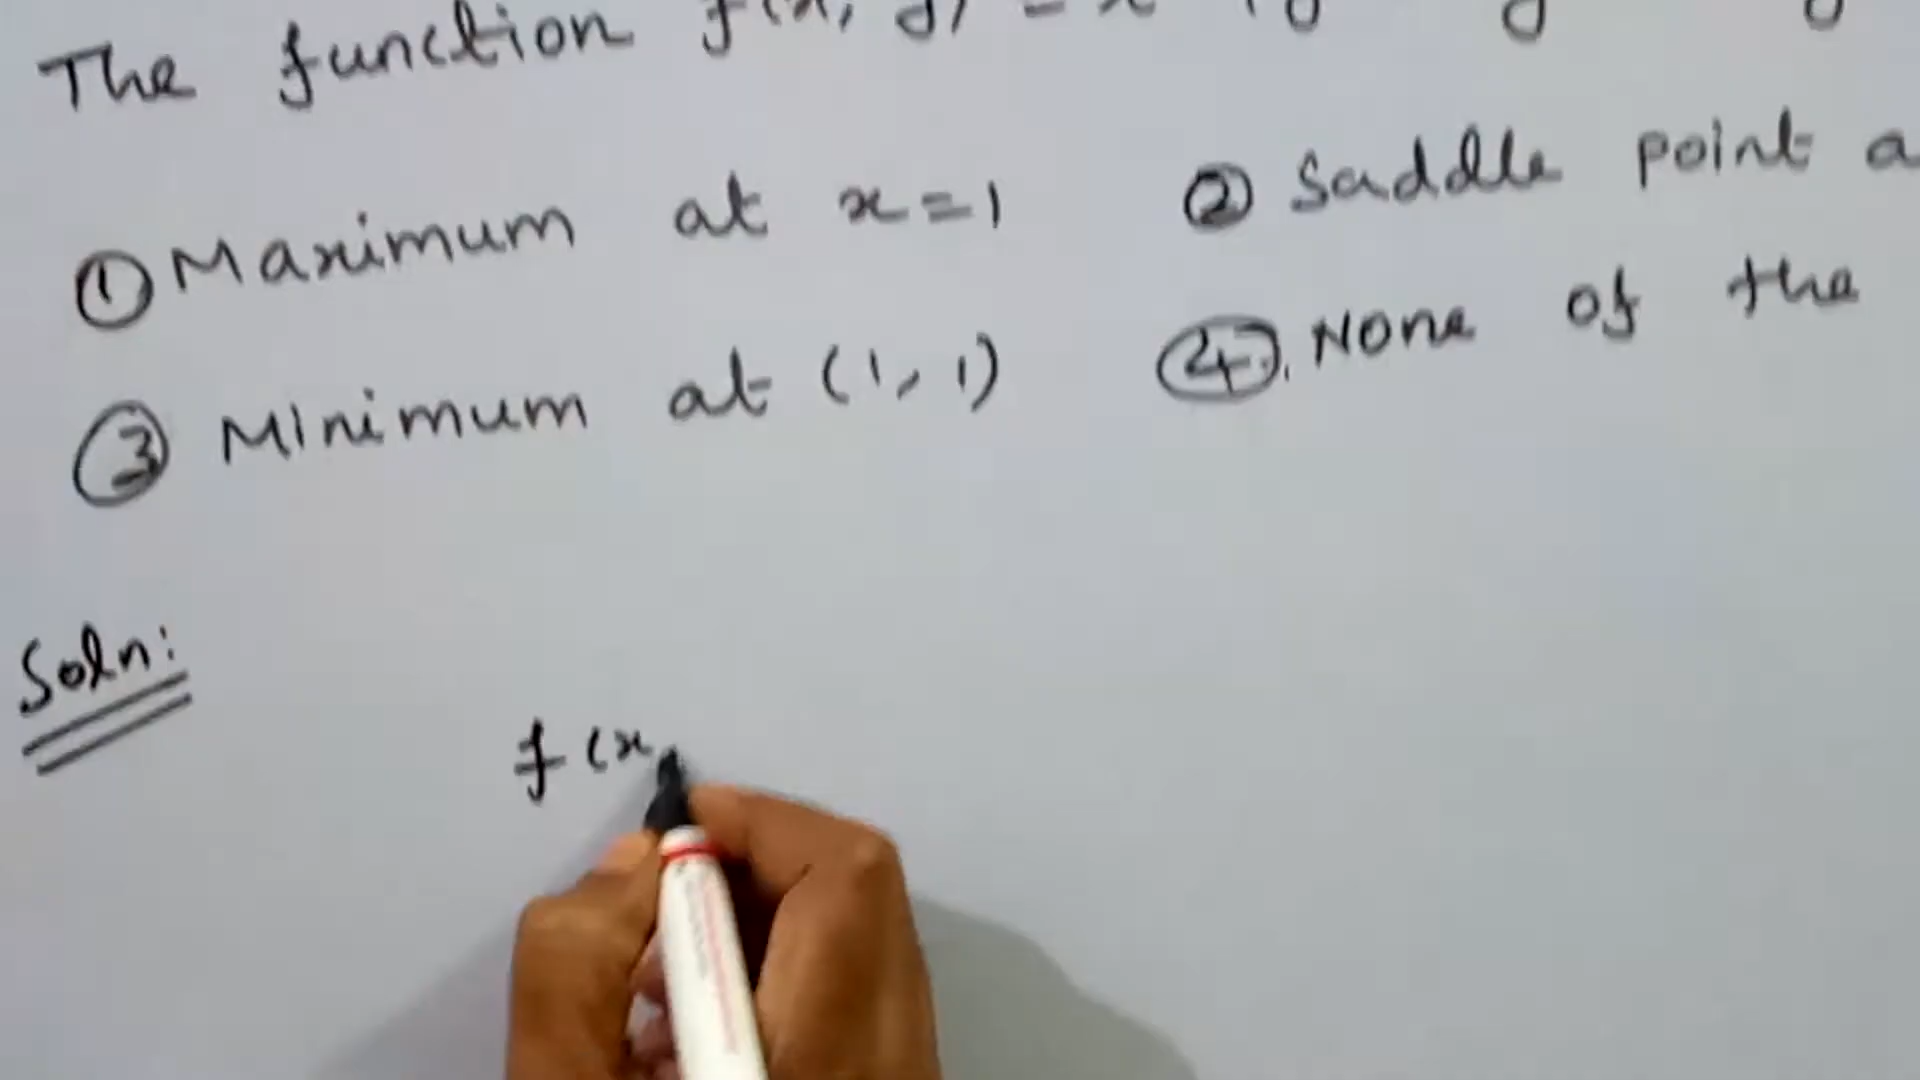 The function f(x, y) = x
① Maximum at x=1 ② Saddle point a
③ Minimum at (1, 1) ④. None of the
Soln:
f(x